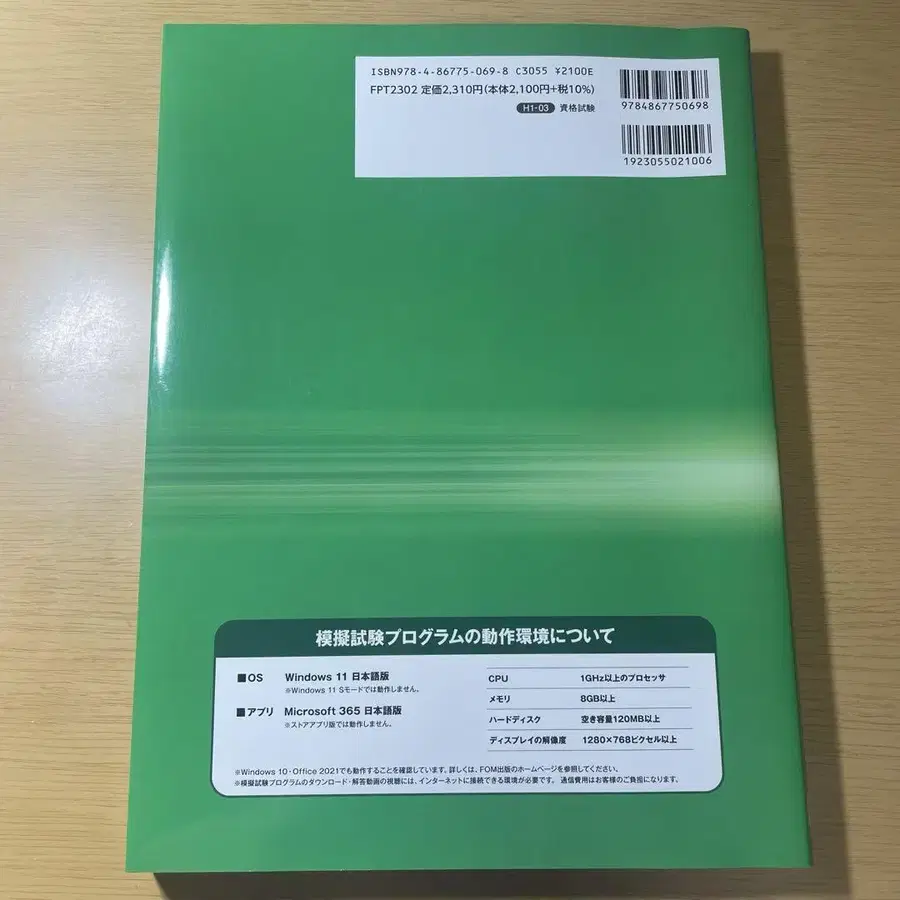 ISBN978-4-86775-069-8 C3055 ¥2100E
FPT2302 定価2,310円(本体2,100円+税10%)
H1-03 資格試験
9784867750698
1923055021006
模擬試験プログラムの動作環境について
■OS Windows 11 日本語版
※Windows 11 Sモードでは動作しません。
■アプリ Microsoft 365 日本語版
※ストアアプリ版では動作しません。
CPU 1GHz以上のプロセッサ
メモリ 8GB以上
ハードディスク 空き容量120MB以上
ディスプレイの解像度 1280×768ピクセル以上
※Windows 10・Office 2021でも動作することを確認しています。詳しくは、FOM出版のホームページを参照してください。
※模擬試験プログラムのダウンロード・解答動画の視聴には、インターネットに接続できる環境が必要です。 通信費用はお客様のご負担になります。